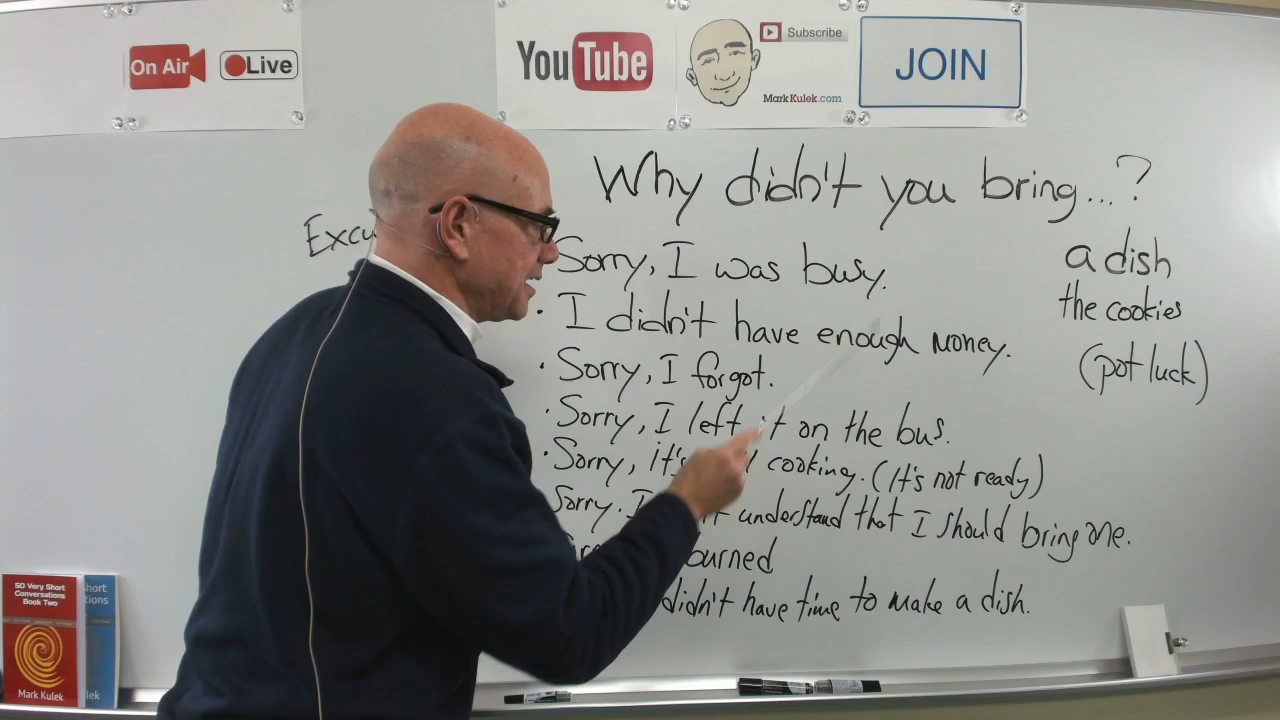 On Air
Live
YouTube
Subscribe
MarkKulek.com
JOIN
Why didn't you bring...?
Sorry, I was busy.
• I didn't have enough money.
• Sorry, I forgot.
• Sorry, I left it on the bus.
• Sorry, it's cooking. (It's not ready)
Sorry. I understand that I should bring one.
burned
didn't have time to make a dish.
a dish
the cookies
(pot luck)
50 Very Short
Conversations
Book Two
Mark Kulek